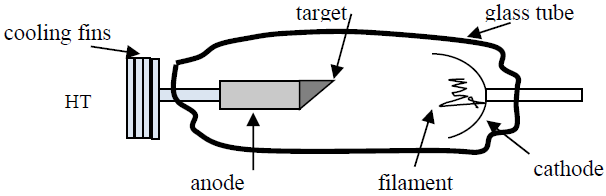 target
glass tube
cooling fins
HT
cathode
anode
filament